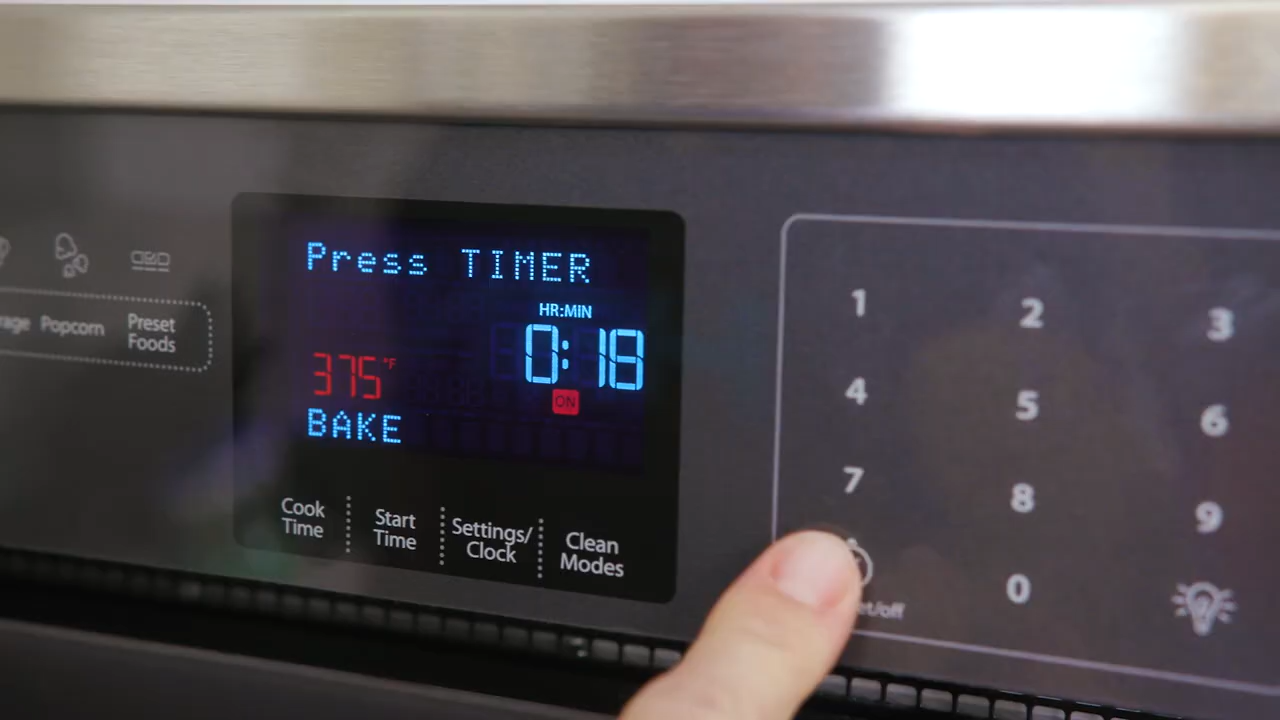 Press TIMER
HR:MIN
0:18
375°F
ON
BAKE
Popcorn
Preset
Foods
Cook
Time
Start
Time
Settings/
Clock
Clean
Modes
1 2 3
4 5 6
7 8 9
0